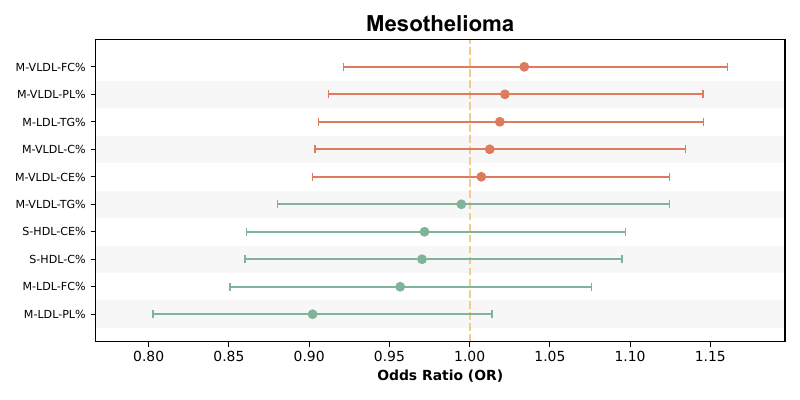 Mesothelioma
M-VLDL-FC%
M-VLDL-PL%
M-LDL-TG%
M-VLDL-C%
M-VLDL-CE%
M-VLDL-TG%
S-HDL-CE%
S-HDL-C%
M-LDL-FC%
M-LDL-PL%
0.80 0.85 0.90 0.95 1.00 1.05 1.10 1.15
Odds Ratio (OR)